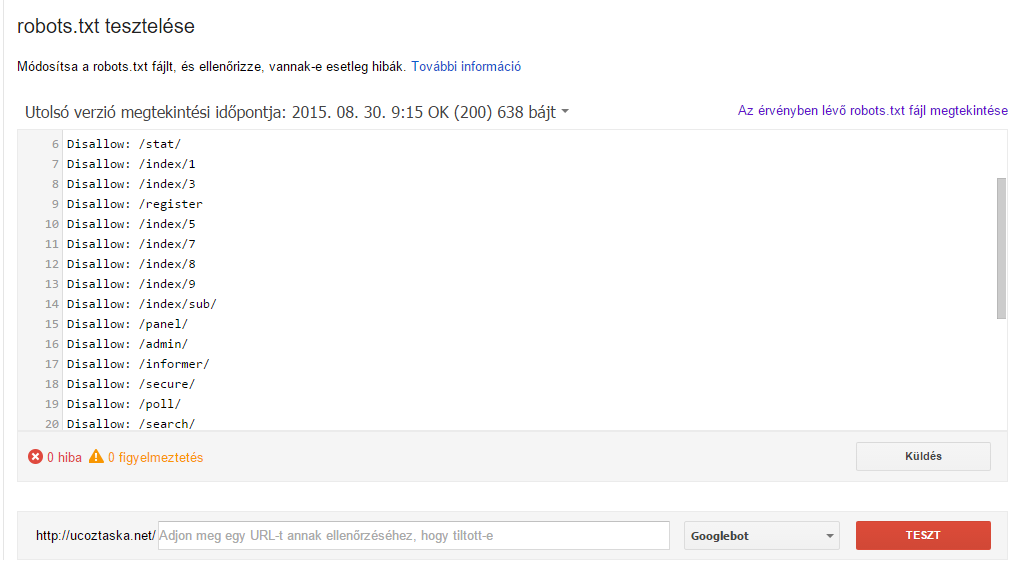 robots.txt tesztelése
Módosítsa a robots.txt fájlt, és ellenőrizze, vannak-e esetleg hibák. További információ
Utolsó verzió megtekintési időpontja: 2015. 08. 30. 9:15 OK (200) 638 bájt
Az érvényben lévő robots.txt fájl megtekintése
6 Disallow: /stat/
7 Disallow: /index/1
8 Disallow: /index/3
9 Disallow: /register
10 Disallow: /index/5
11 Disallow: /index/7
12 Disallow: /index/8
13 Disallow: /index/9
14 Disallow: /index/sub/
15 Disallow: /panel/
16 Disallow: /admin/
17 Disallow: /informer/
18 Disallow: /secure/
19 Disallow: /poll/
20 Disallow: /search/
0 hiba 0 figyelmeztetés
Küldés
http://ucoztaska.net/ Adjon meg egy URL-t annak ellenőrzéséhez, hogy tiltott-e Googlebot TESZT